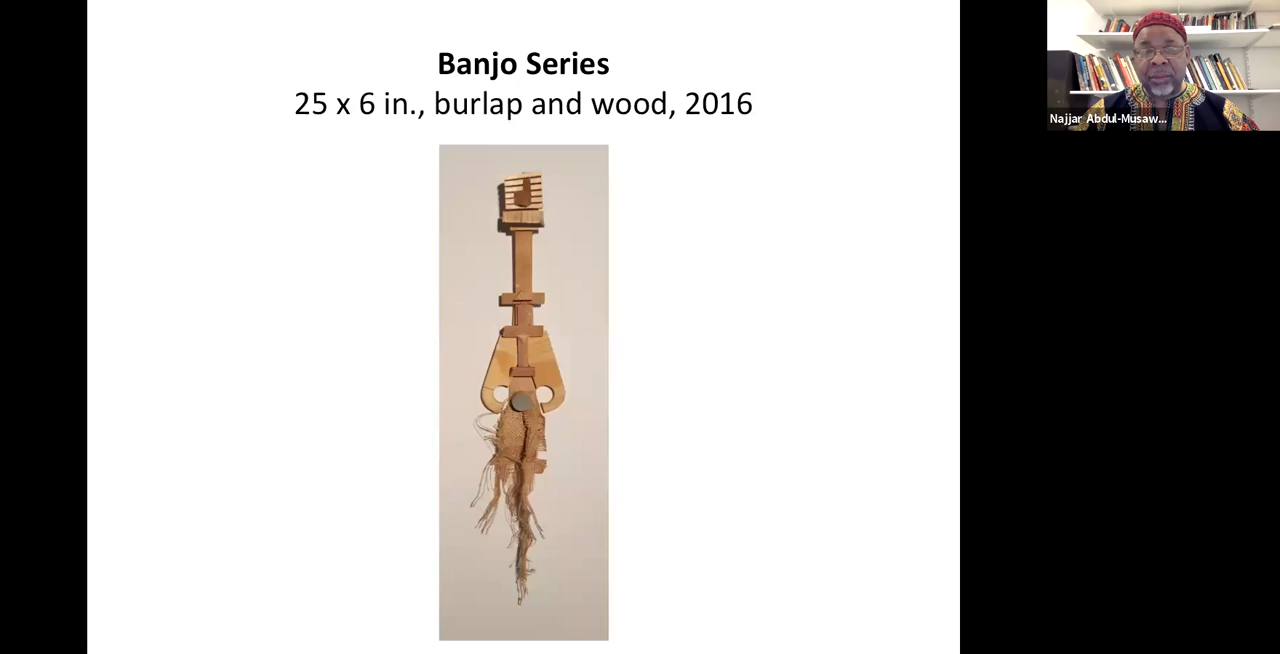 Banjo Series
25 x 6 in., burlap and wood, 2016
Najjar Abdul-Musaw...